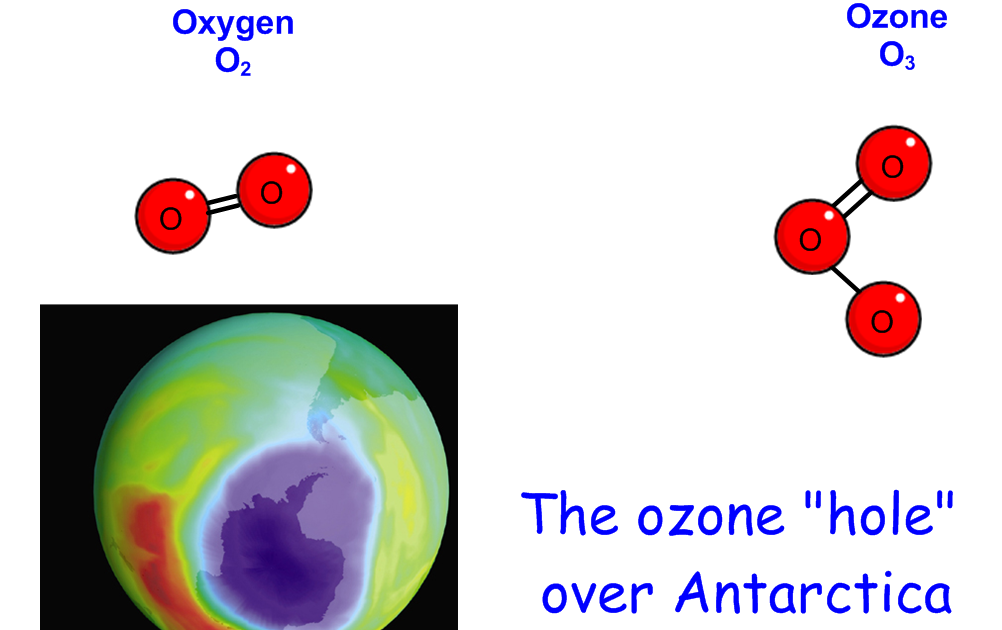 Oxygen
O₂
Ozone
O₃
O
O
O
O
O
The ozone "hole"
over Antarctica